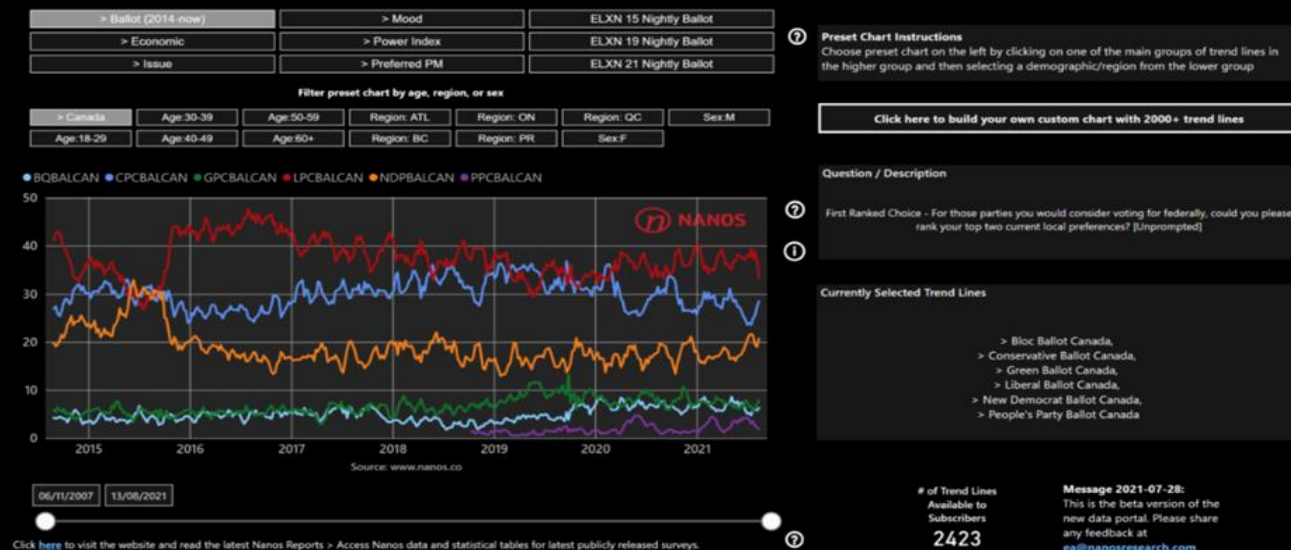 > Ballot (2014-now)
> Mood
ELXN 15 Nightly Ballot
> Economic
> Power Index
ELXN 19 Nightly Ballot
> Issue
> Preferred PM
ELXN 21 Nightly Ballot
Filter preset chart by age, region, or sex
> Canada
Age:30-39
Age:50-59
Region: ATL
Region: ON
Region: QC
Sex:M
Age:18-29
Age:40-49
Age:60+
Region: BC
Region: PR
Sex:F
BQBALCAN CPCBALCAN GPCBALCAN LPCBALCAN NDPBALCAN PPCBALCAN
50
40
30
20
10
0
NANOS
2015 2016 2017 2018 2019 2020 2021
Source: www.nanos.co
06/11/2007 13/08/2021
Click here to visit the website and read the latest Nanos Reports > Access Nanos data and statistical tables for latest publicly released surveys.
Preset Chart Instructions
Choose preset chart on the left by clicking on one of the main groups of trend lines in
the higher group and then selecting a demographic/region from the lower group
Click here to build your own custom chart with 2000+ trend lines
Question / Description
First Ranked Choice - For those parties you would consider voting for federally, could you please
rank your top two current local preferences? [Unprompted]
Currently Selected Trend Lines
> Bloc Ballot Canada,
> Conservative Ballot Canada,
> Green Ballot Canada,
> Liberal Ballot Canada,
> New Democrat Ballot Canada,
> People's Party Ballot Canada
# of Trend Lines
Available to
Subscribers
2423
Message 2021-07-28:
This is the beta version of the
new data portal. Please share
any feedback at
ea@nanosresearch.com